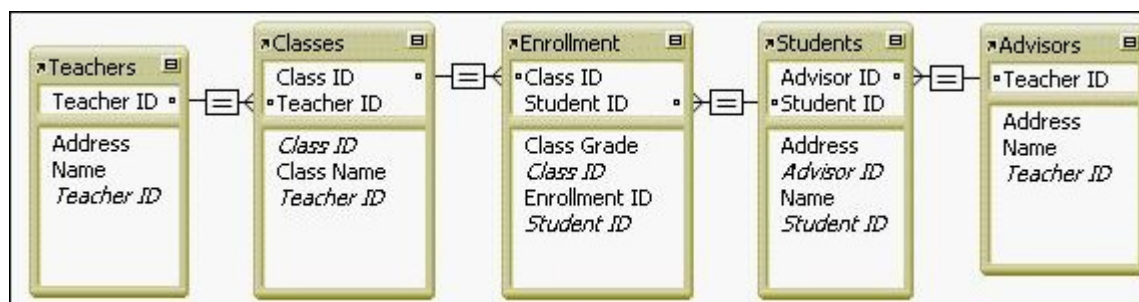 Teachers
Teacher ID
Address
Name
Teacher ID
Classes
Class ID
Teacher ID
Class ID
Class Name
Teacher ID
Enrollment
Class ID
Student ID
Class Grade
Class ID
Enrollment ID
Student ID
Students
Advisor ID
Student ID
Address
Advisor ID
Name
Student ID
Advisors
Teacher ID
Address
Name
Teacher ID